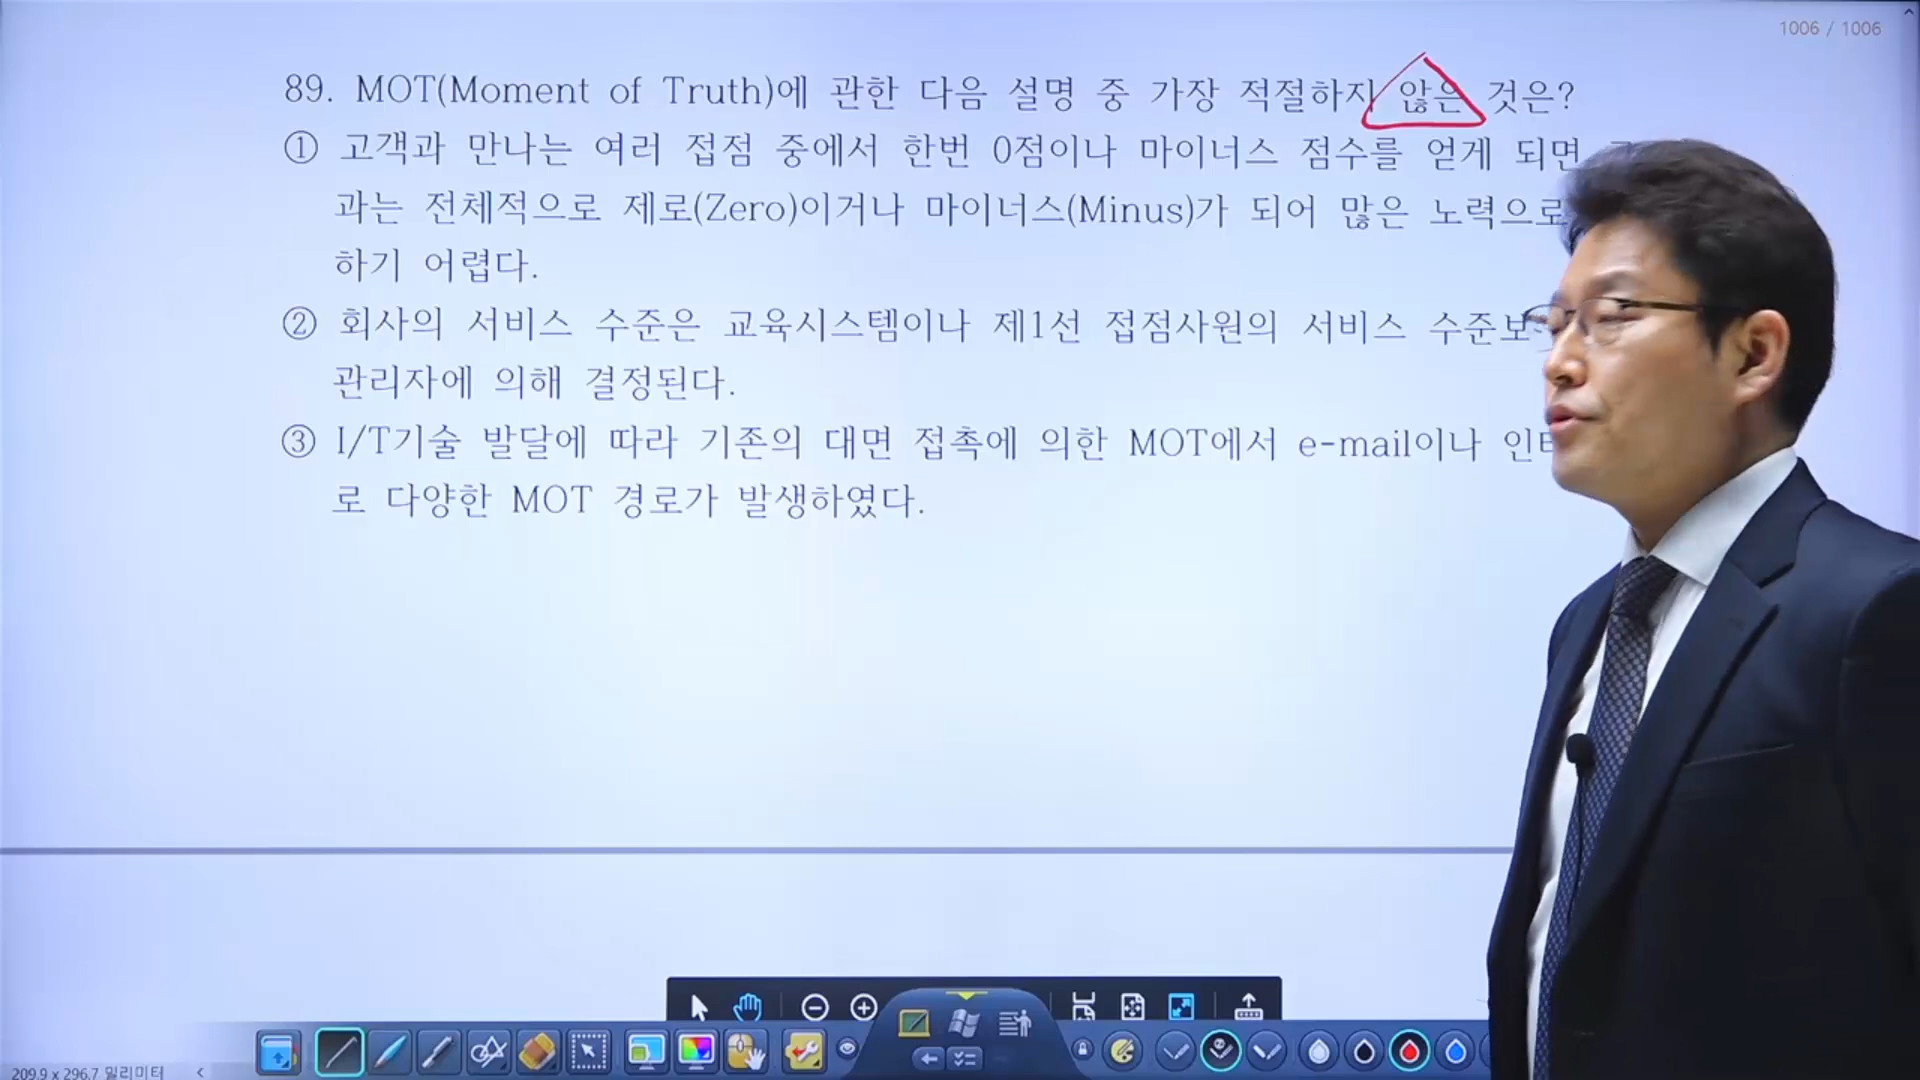 1006 / 1006
89. MOT(Moment of Truth)에 관한 다음 설명 중 가장 적절하지 않은 것은?
① 고객과 만나는 여러 접점 중에서 한번 0점이나 마이너스 점수를 얻게 되면
과는 전체적으로 제로(Zero)이거나 마이너스(Minus)가 되어 많은 노력으로
하기 어렵다.
② 회사의 서비스 수준은 교육시스템이나 제1선 접점사원의 서비스 수준보
관리자에 의해 결정된다.
③ I/T기술 발달에 따라 기존의 대면 접촉에 의한 MOT에서 e-mail이나
로 다양한 MOT 경로가 발생하였다.
209.9 x 296.7 밀리미터